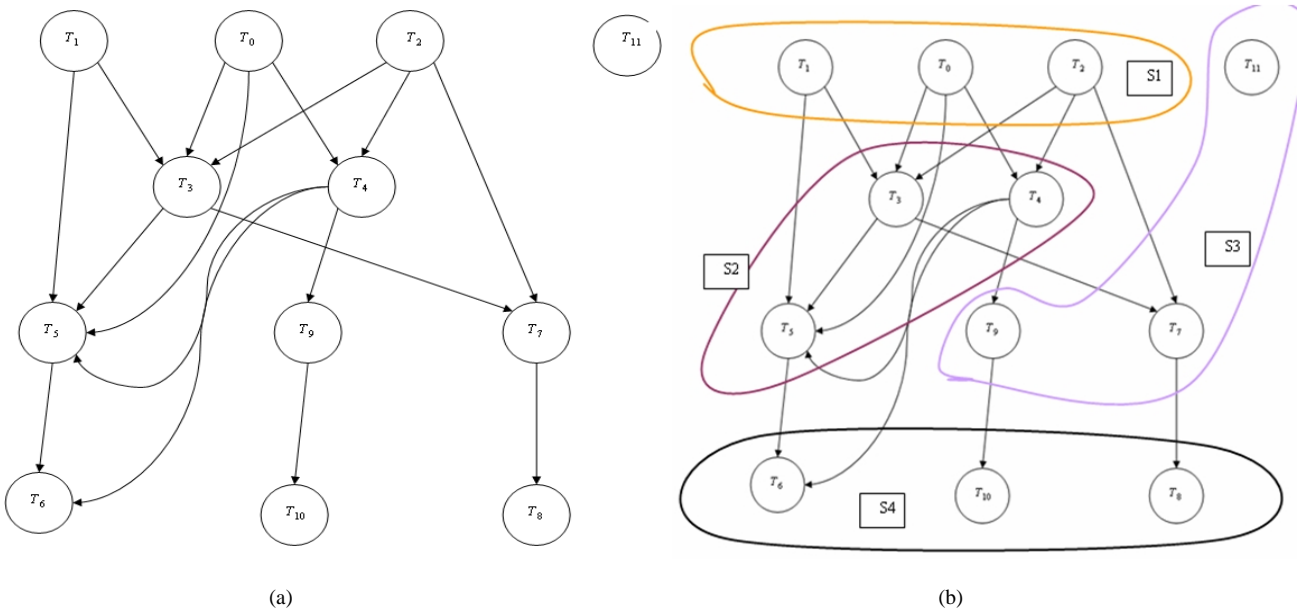 T1 T0 T2 T11
T3 T4
T5 T9 T7
T6 T10 T8
(a)
T1 T0 T2 S1 T11
T3 T4
S2 S3
T5 T9 T7
T6 S4 T10 T8
(b)